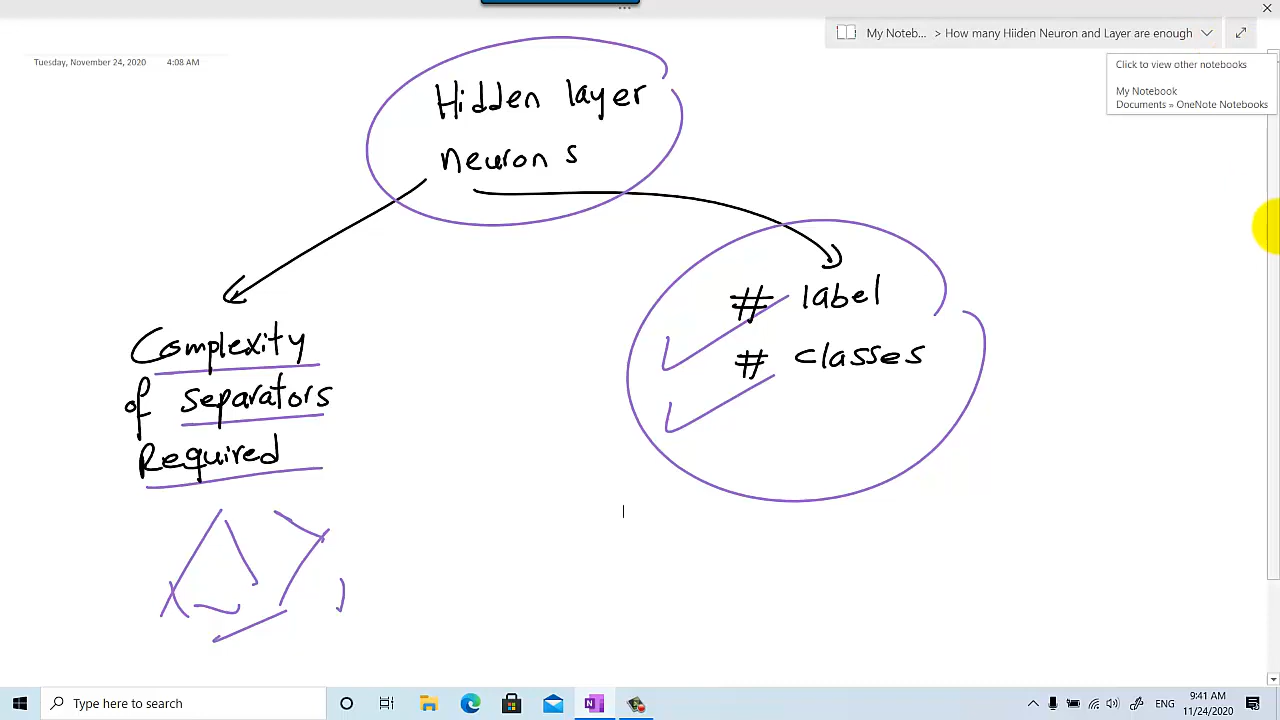 My Noteb... > How many Hiiden Neuron and Layer are enough
Tuesday, November 24, 2020 4:08 AM
Click to view other notebooks
My Notebook
Documents » OneNote Notebooks
Hidden layer
neurons
# label
# classes
Complexity
of separators
Required
Type here to search
ENG
9:41 AM
11/24/2020